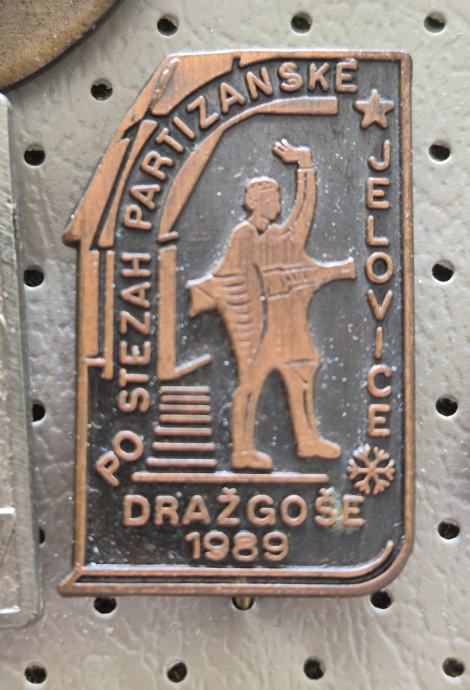 PO STEZAH PARTIZANSKE
JELOVICE
DRAŽGOŠE
1989